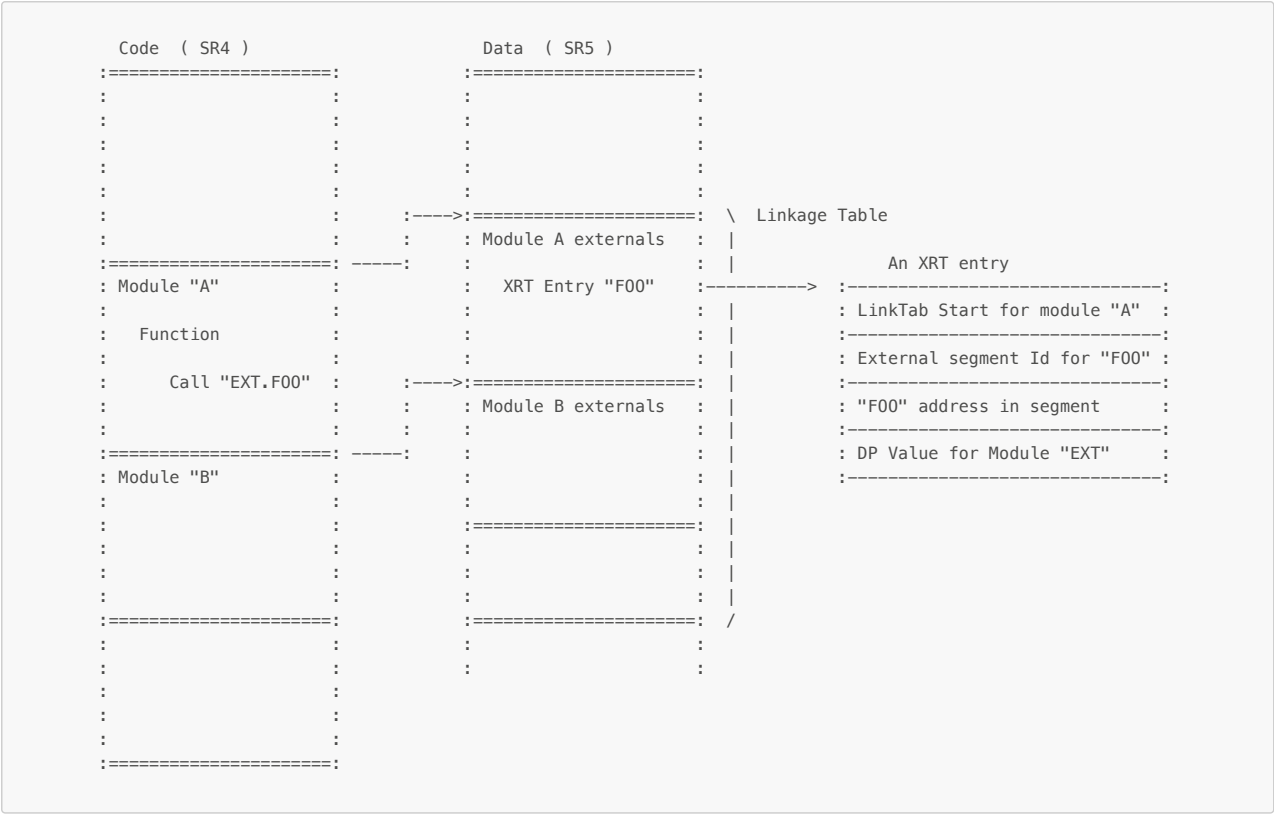 Code ( SR4 ) Data ( SR5 )
\ Linkage Table
Module A externals
An XRT entry
Module "A" XRT Entry "FOO"
LinkTab Start for module "A"
Function
External segment Id for "FOO"
Call "EXT.FOO"
Module B externals "FOO" address in segment
DP Value for Module "EXT"
Module "B"